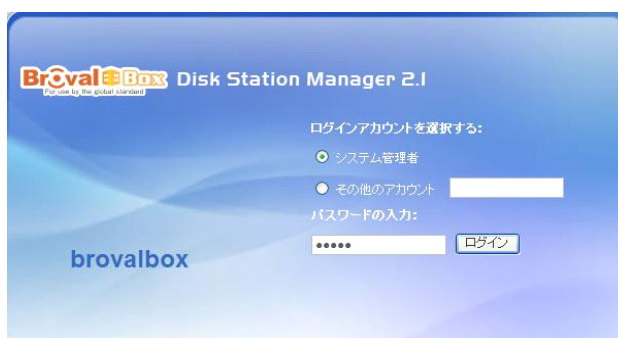 BrovalBox Disk Station Manager 2.1
For use by the global standard
ログインアカウントを選択する:
システム管理者
その他のアカウント
パスワードの入力:
•••••
ログイン
brovalbox